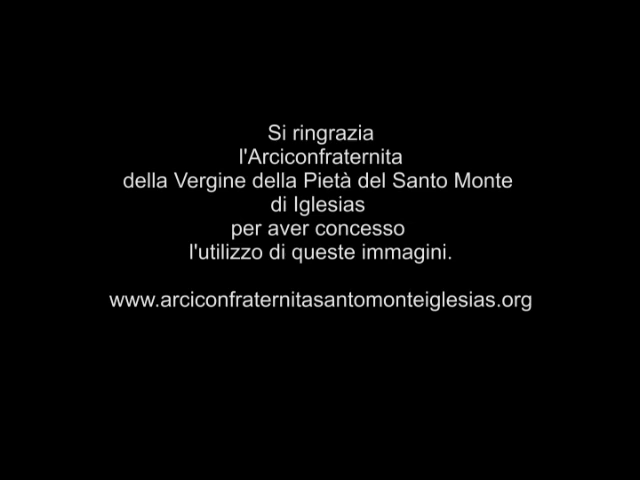 Si ringrazia
l'Arciconfraternita
della Vergine della Pietà del Santo Monte
di Iglesias
per aver concesso
l'utilizzo di queste immagini.
www.arciconfraternitasantomonteiglesias.org